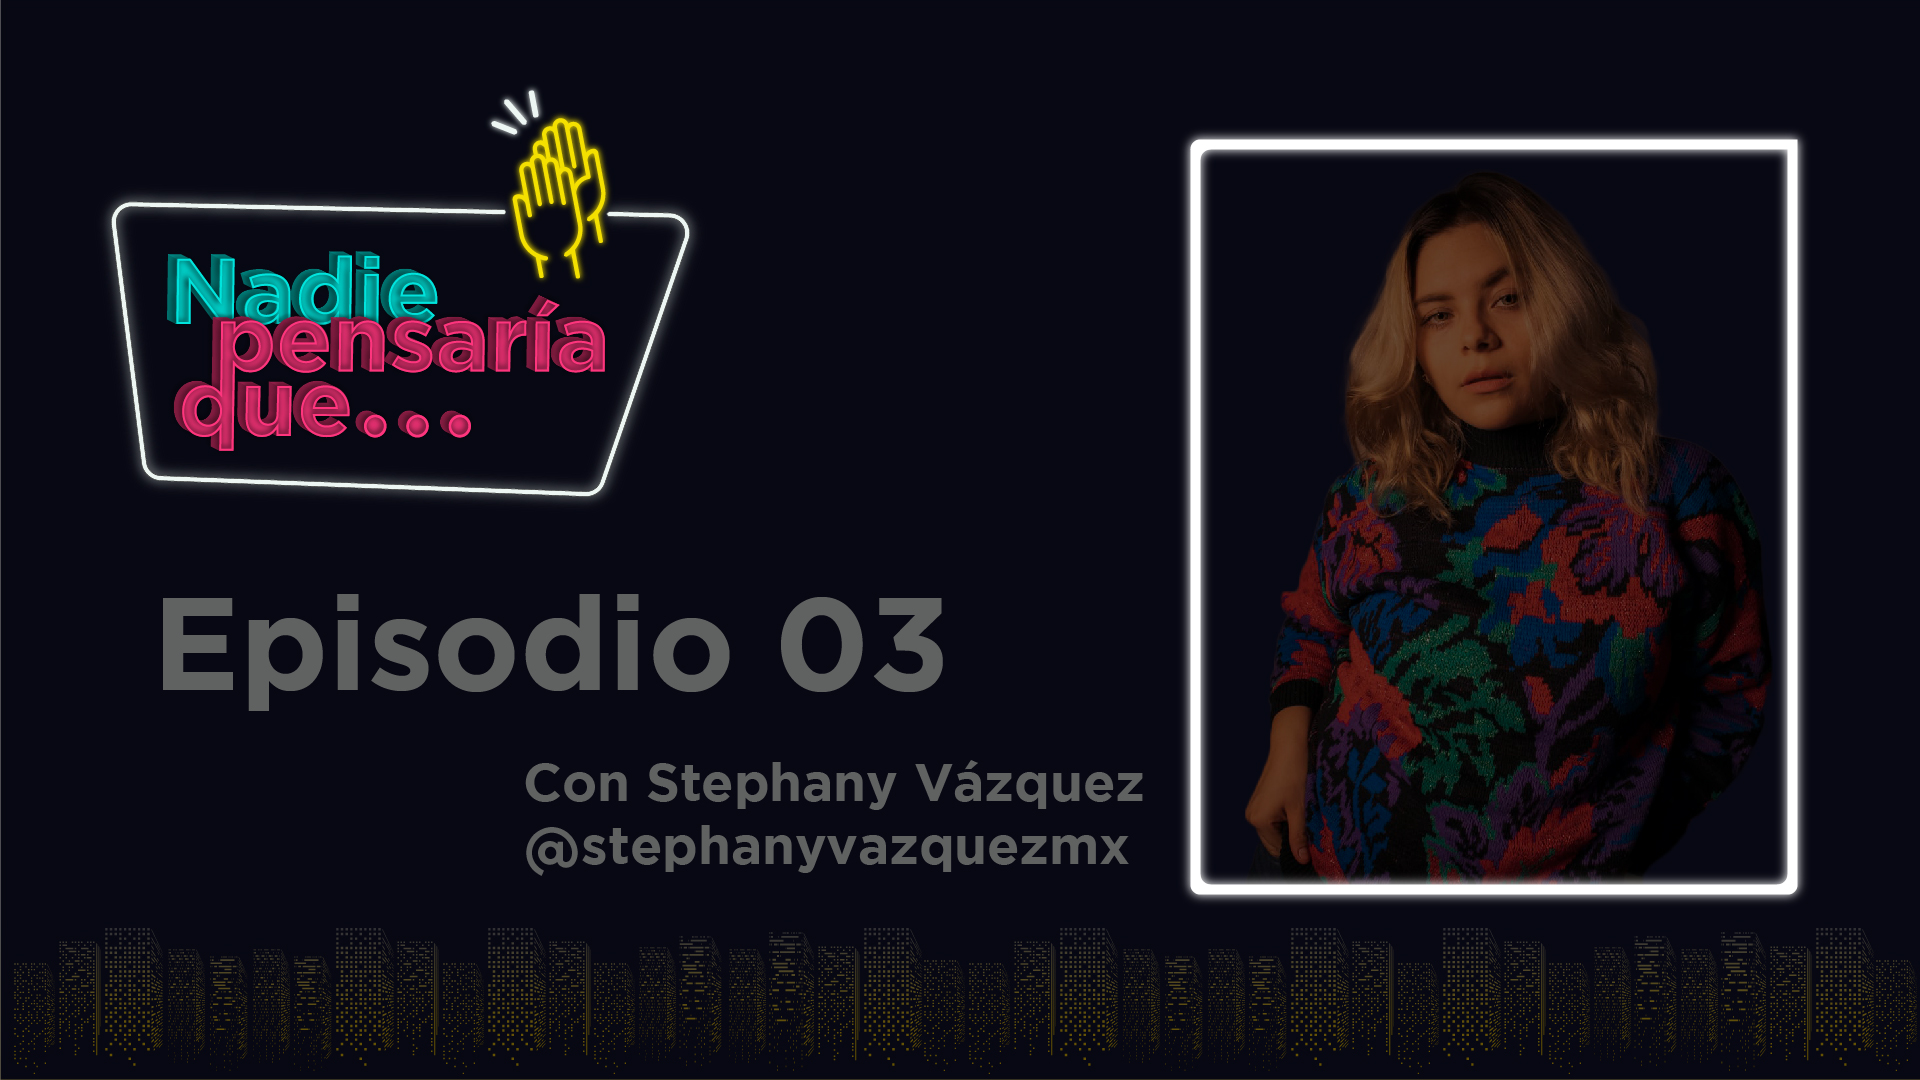 Nadie
pensaría
que...
Episodio 03
Con Stephany Vázquez
@stephanyvazquezmx